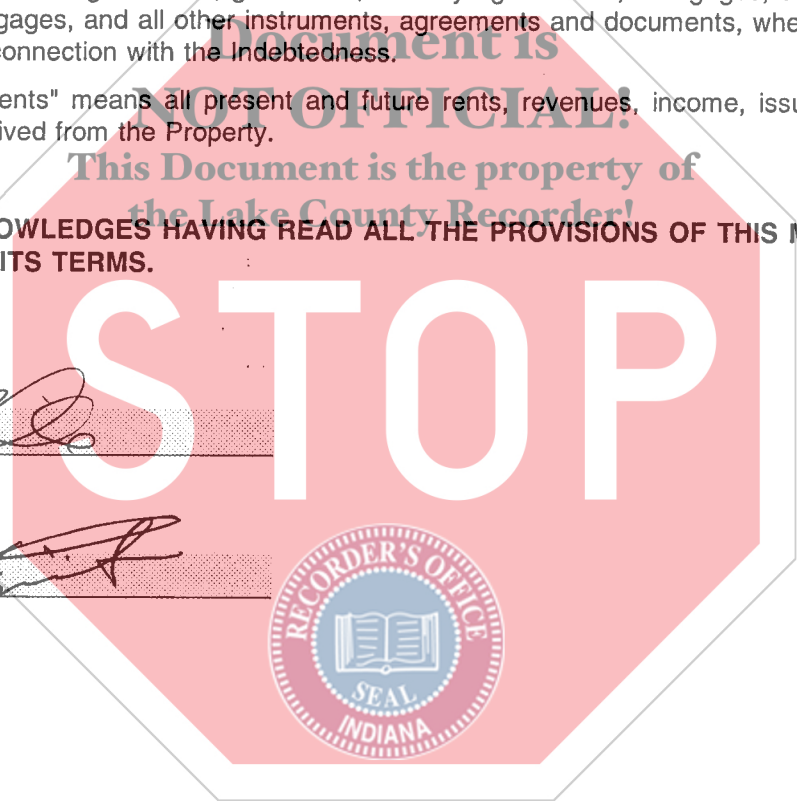 gages, and all other instruments, agreements and documents, whe
connection with the Indebtedness.
Document is
ents" means all present and future rents, revenues, income, issu
ived from the Property.
NOT OFFICIAL!
This Document is the property of
the Lake County Recorder!
OWLEDGES HAVING READ ALL THE PROVISIONS OF THIS M
ITS TERMS.
STOP
RECORDER'S OFFICE
SEAL
INDIANA